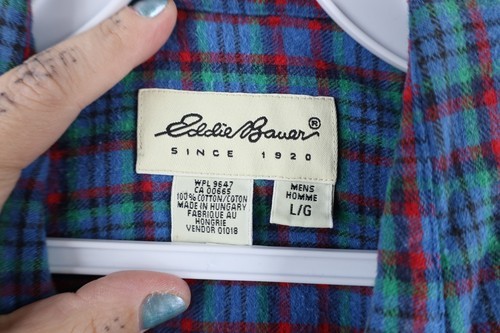 Eddie Bauer®
SINCE 1920
WPL 9647
CA 00665
100% COTTON/COTON
MADE IN HUNGARY
FABRIQUE AU
HONGRIE
VENDOR 01018
MENS
HOMME
L/G